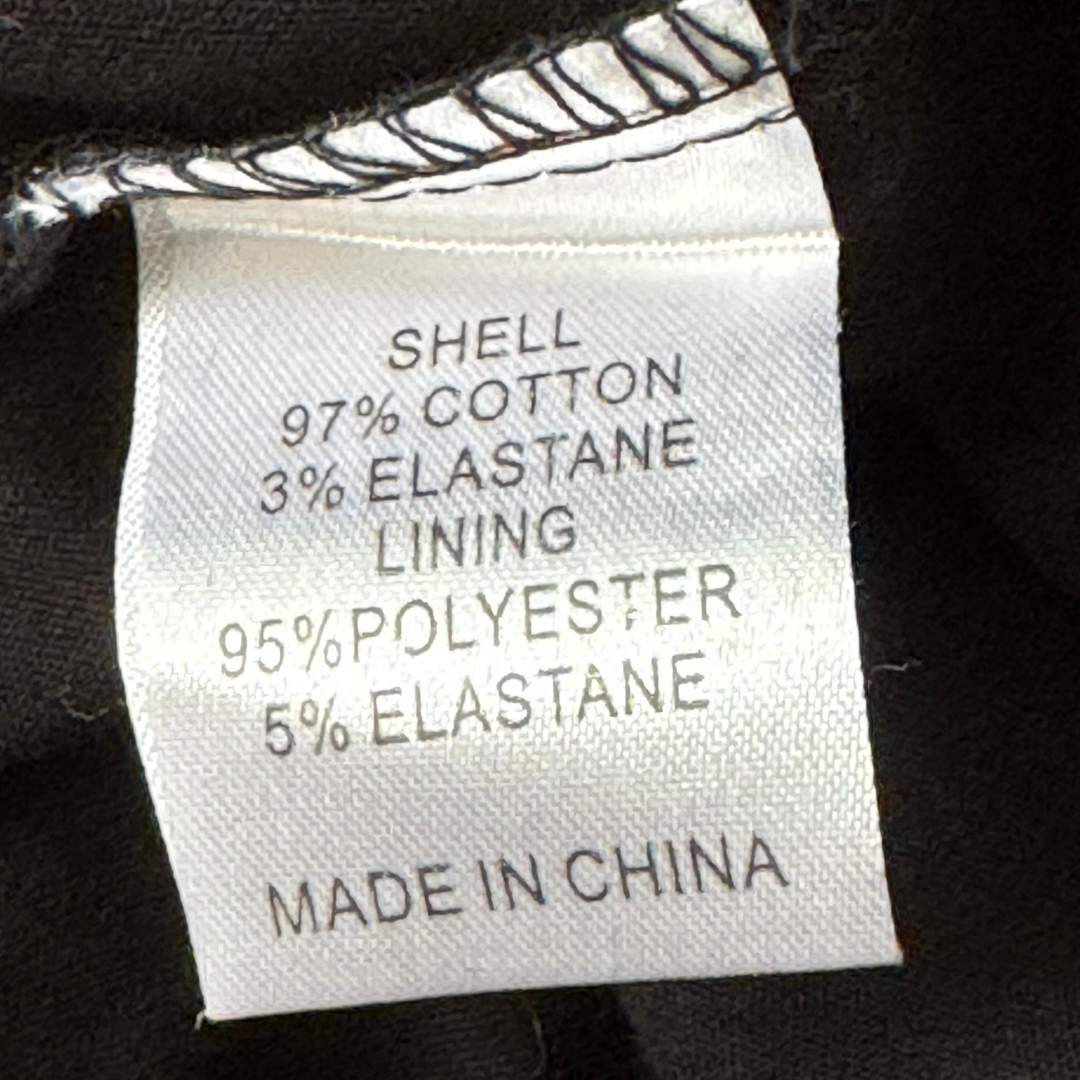 SHELL
97% COTTON
3% ELASTANE
LINING
95%POLYESTER
5% ELASTANE
MADE IN CHINA